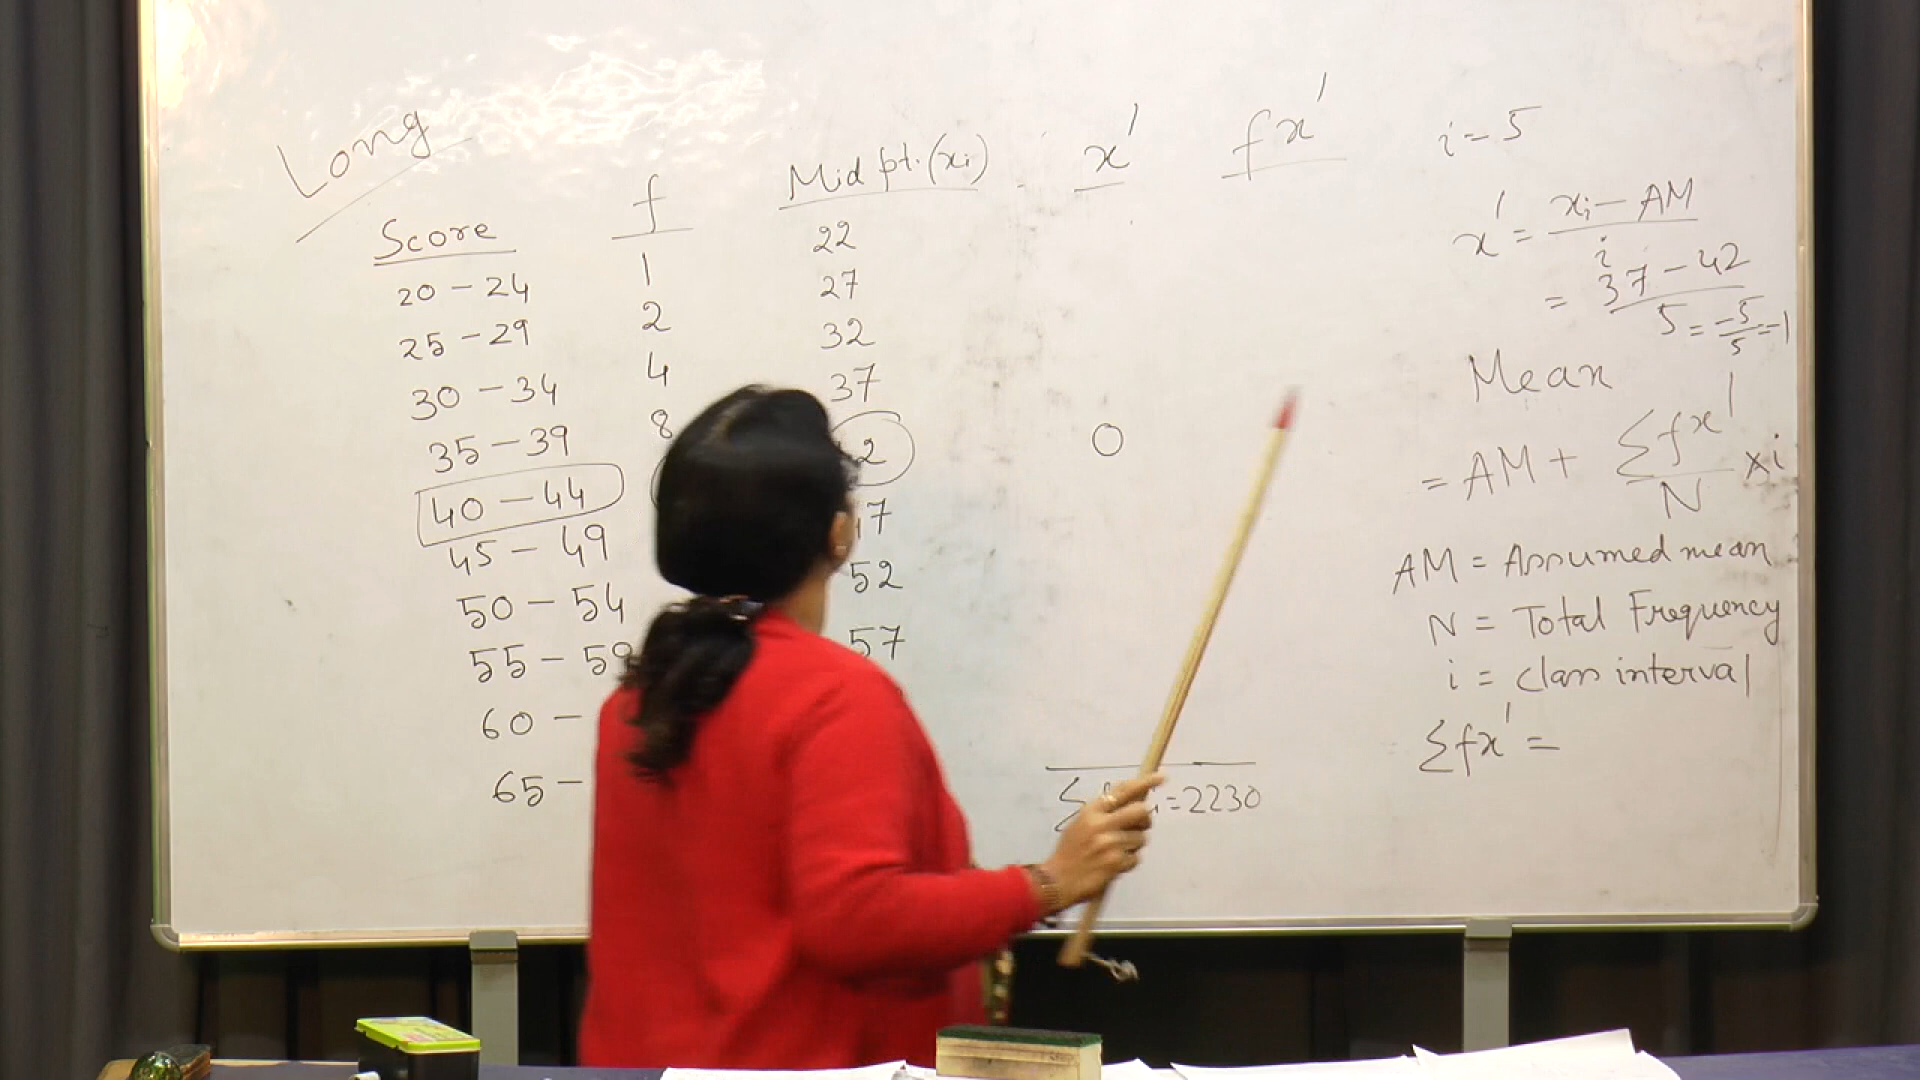 Long
Score f Mid pt. (xi) x' fx' i = 5
20 - 24 1 22
25 - 29 2 27
30 - 34 4 32
35 - 39 8 37
40 - 44 0
45 - 49
50 - 54 52
55 - 59 57
60 -
65 -
= 2230
x' = xi - AM / i
= 37 - 42 / 5 = -5/5 = -1
Mean
= AM + Σfx' / N × i
AM = Assumed mean
N = Total Frequency
i = class interval
Σfx' =